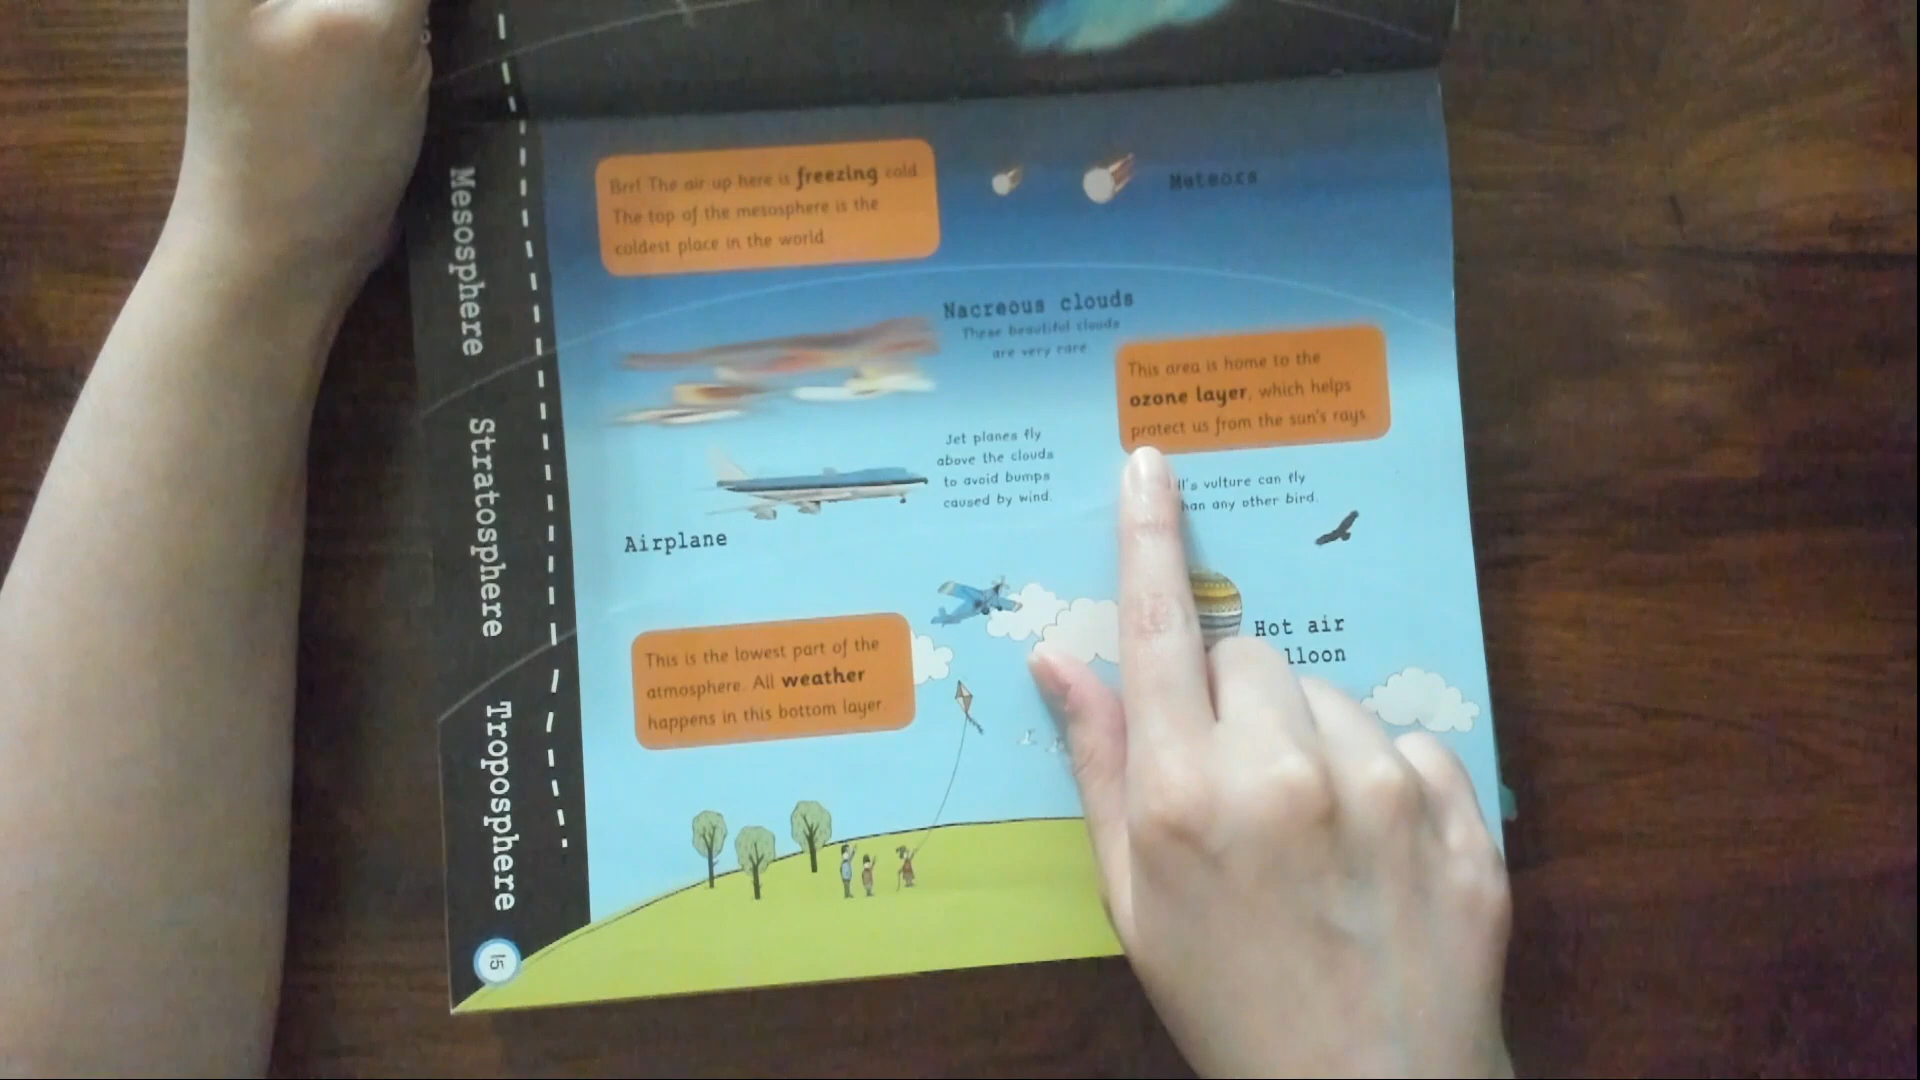 Brr! The air up here is freezing cold.
The top of the mesosphere is the
coldest place in the world.
Meteors
Mesosphere
Nacreous clouds
These beautiful clouds
are very rare.
This area is home to the
ozone layer, which helps
protect us from the sun's rays.
Jet planes fly
above the clouds
to avoid bumps
caused by wind.
vulture can fly
any other bird.
Airplane
Stratosphere
Hot air
This is the lowest part of the
atmosphere. All weather
happens in this bottom layer.
Troposphere
15